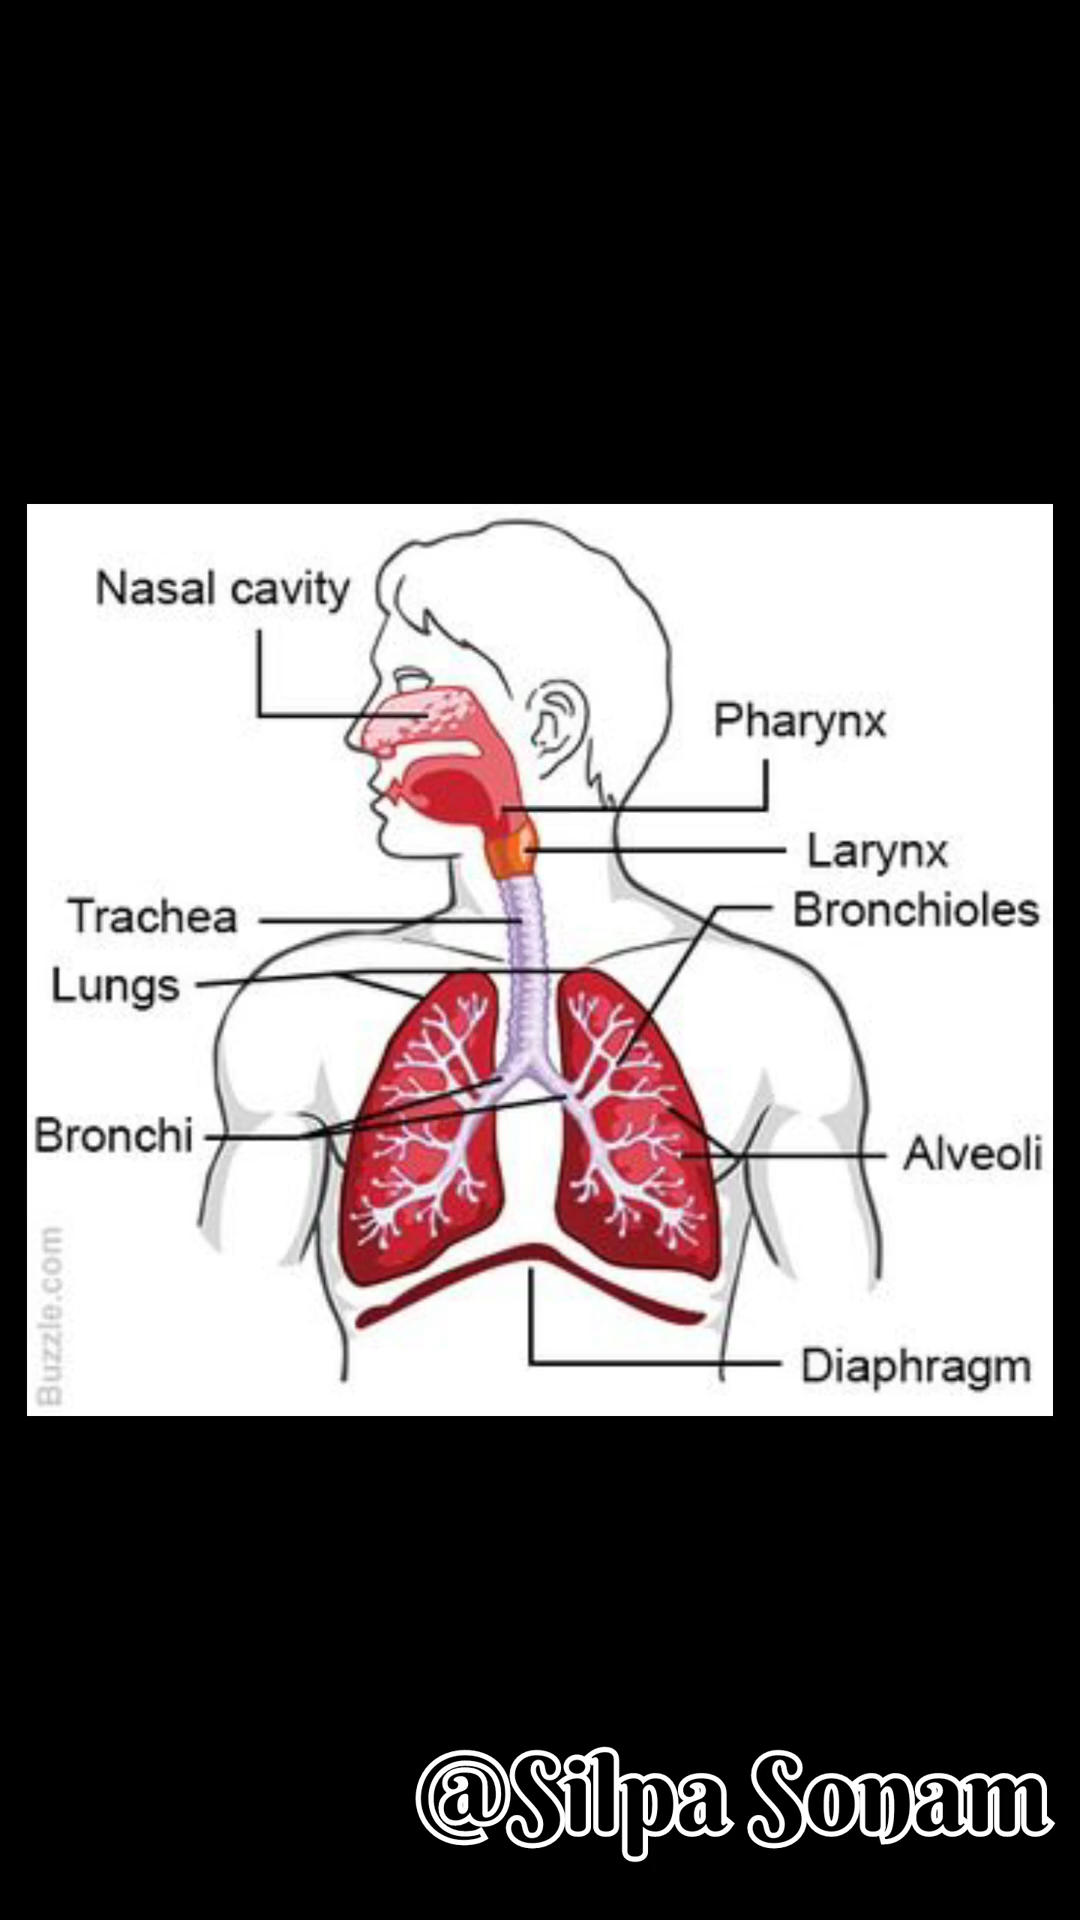 Nasal cavity
Pharynx
Larynx
Bronchioles
Trachea
Lungs
Bronchi
Alveoli
Diaphragm
Buzzle.com
@Silpa Sonam